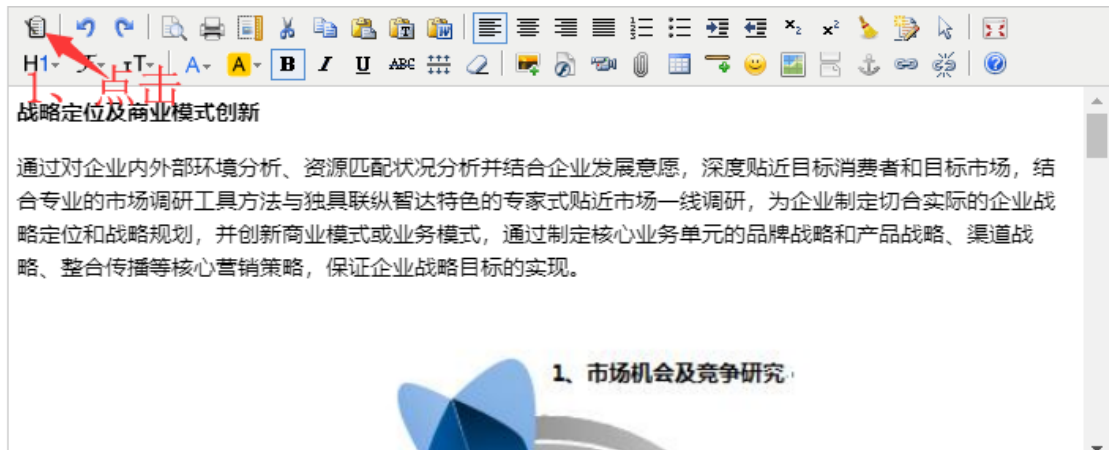 H1 𝓕 тT A A B I U ABC
1、点击
战略定位及商业模式创新
通过对企业内外部环境分析、资源匹配状况分析并结合企业发展意愿，深度贴近目标消费者和目标市场，结
合专业的市场调研工具方法与独具联纵智达特色的专家式贴近市场一线调研，为企业制定切合实际的企业战
略定位和战略规划，并创新商业模式或业务模式，通过制定核心业务单元的品牌战略和产品战略、渠道战
略、整合传播等核心营销策略，保证企业战略目标的实现。
1、市场机会及竞争研究